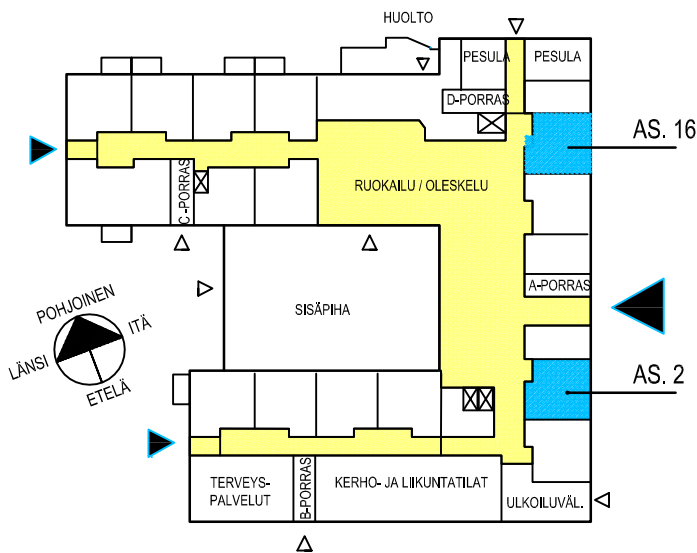 HUOLTO
PESULA
PESULA
D-PORRAS
AS. 16
C-PORRAS
RUOKAILU / OLESKELU
A-PORRAS
SISÄPIHA
POHJOINEN
ITÄ
LÄNSI
ETELÄ
AS. 2
TERVEYS-
PALVELUT
B-PORRAS
KERHO- JA LIIKUNTATILAT
ULKOILUVÄL.